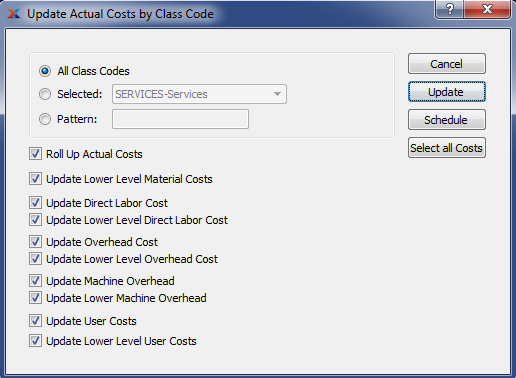 Update Actual Costs by Class Code
?
All Class Codes
Selected: SERVICES-Services
Pattern:
Cancel
Update
Schedule
Select all Costs
Roll Up Actual Costs
Update Lower Level Material Costs
Update Direct Labor Cost
Update Lower Level Direct Labor Cost
Update Overhead Cost
Update Lower Level Overhead Cost
Update Machine Overhead
Update Lower Machine Overhead
Update User Costs
Update Lower Level User Costs